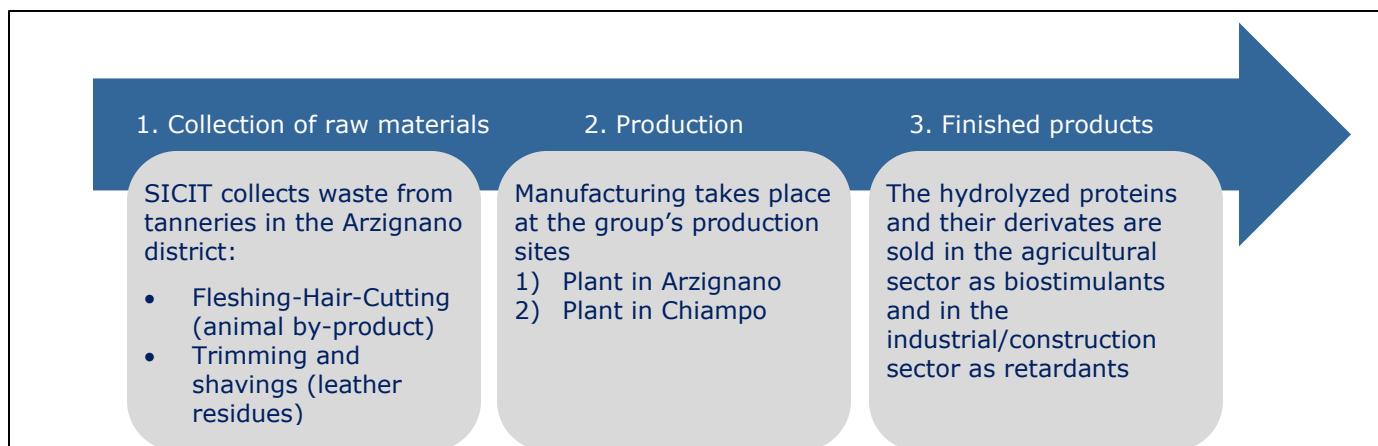 1. Collection of raw materials
2. Production
3. Finished products
SICIT collects waste from
tanneries in the Arzignano
district:
• Fleshing-Hair-Cutting
(animal by-product)
• Trimming and
shavings (leather
residues)
Manufacturing takes place
at the group’s production
sites
1) Plant in Arzignano
2) Plant in Chiampo
The hydrolyzed proteins
and their derivates are
sold in the agricultural
sector as biostimulants
and in the
industrial/construction
sector as retardants